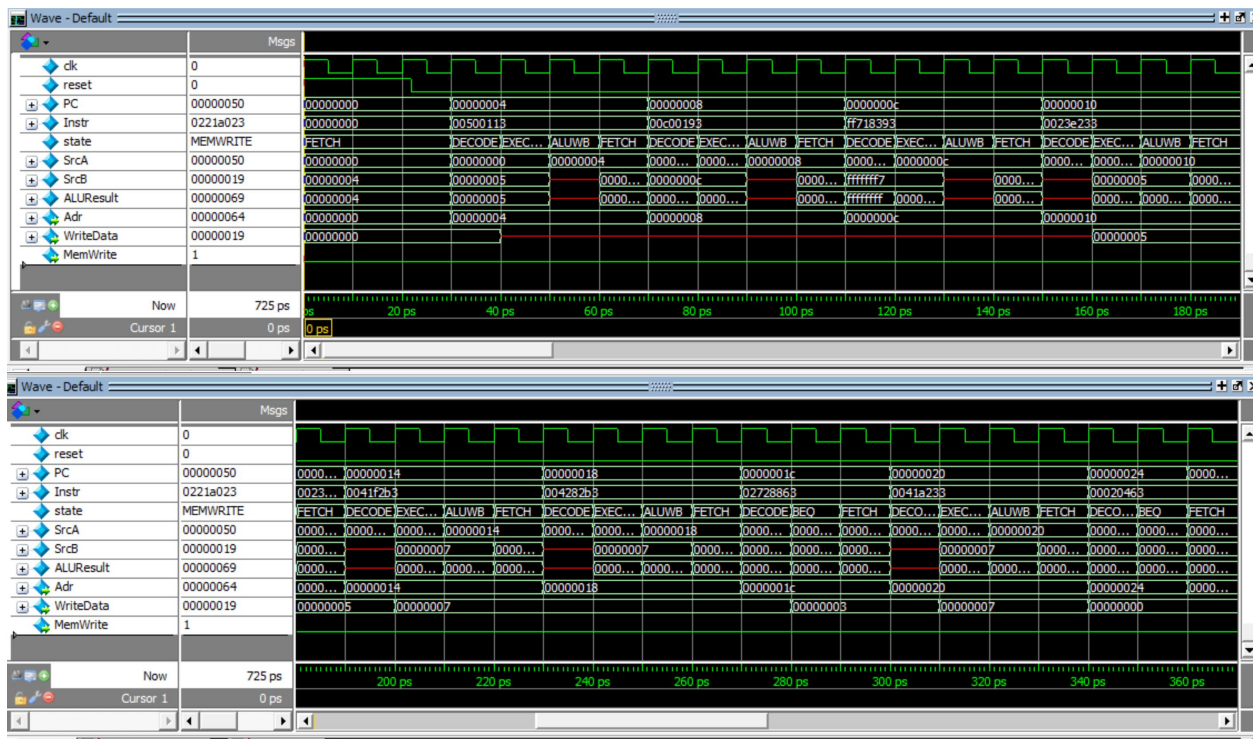 Wave - Default
Msgs
clk 0
reset 0
PC 00000050 00000000 00000004 00000008 0000000c 00000010
Instr 0221a023 00000000 00500113 00c00193 ff718393 0023e233
state MEMWRITE FETCH DECODE EXEC... ALUWB FETCH DECODE EXEC... ALUWB FETCH DECODE EXEC... ALUWB FETCH DECODE EXEC... ALUWB FETCH
SrcA 00000050 00000000 00000000 00000004 0000... 0000... 00000008 0000... 0000000c 0000... 0000... 00000010
SrcB 00000019 00000004 00000005 0000... 0000000c 0000... fffffff7 0000... 00000005 0000...
ALUResult 00000069 00000004 00000005 0000... 0000... 0000... 0000... ffffffff 0000... 0000... 0000... 0000... 0000...
Adr 00000064 00000000 00000004 00000008 0000000c 00000010
WriteData 00000019 00000000 00000005
MemWrite 1
Now 725 ps ps 20 ps 40 ps 60 ps 80 ps 100 ps 120 ps 140 ps 160 ps 180 ps
Cursor 1 0 ps 0 ps
Wave - Default
Msgs
clk 0
reset 0
PC 00000050 0000... 00000014 00000018 0000001c 00000020 00000024 0000...
Instr 0221a023 0023... 0041f2b3 004282b3 02728863 0041a233 00020463
state MEMWRITE FETCH DECODE EXEC... ALUWB FETCH DECODE EXEC... ALUWB FETCH DECODE BEQ FETCH DECO... EXEC... ALUWB FETCH DECO... BEQ FETCH
SrcA 00000050 0000... 0000... 0000... 00000014 0000... 0000... 00000018 0000... 0000... 0000... 0000... 0000... 00000020 0000... 0000... 0000...
SrcB 00000019 0000... 00000007 0000... 00000007 0000... 0000... 0000... 0000... 00000007 0000... 0000... 0000... 0000...
ALUResult 00000069 0000... 0000... 0000... 0000... 0000... 0000... 0000... 0000... 0000... 0000... 0000... 0000... 0000... 0000... 0000... 0000...
Adr 00000064 0000... 00000014 00000018 0000001c 00000020 00000024 0000...
WriteData 00000019 00000005 00000007 00000003 00000007 00000000
MemWrite 1
Now 725 ps 200 ps 220 ps 240 ps 260 ps 280 ps 300 ps 320 ps 340 ps 360 ps
Cursor 1 0 ps